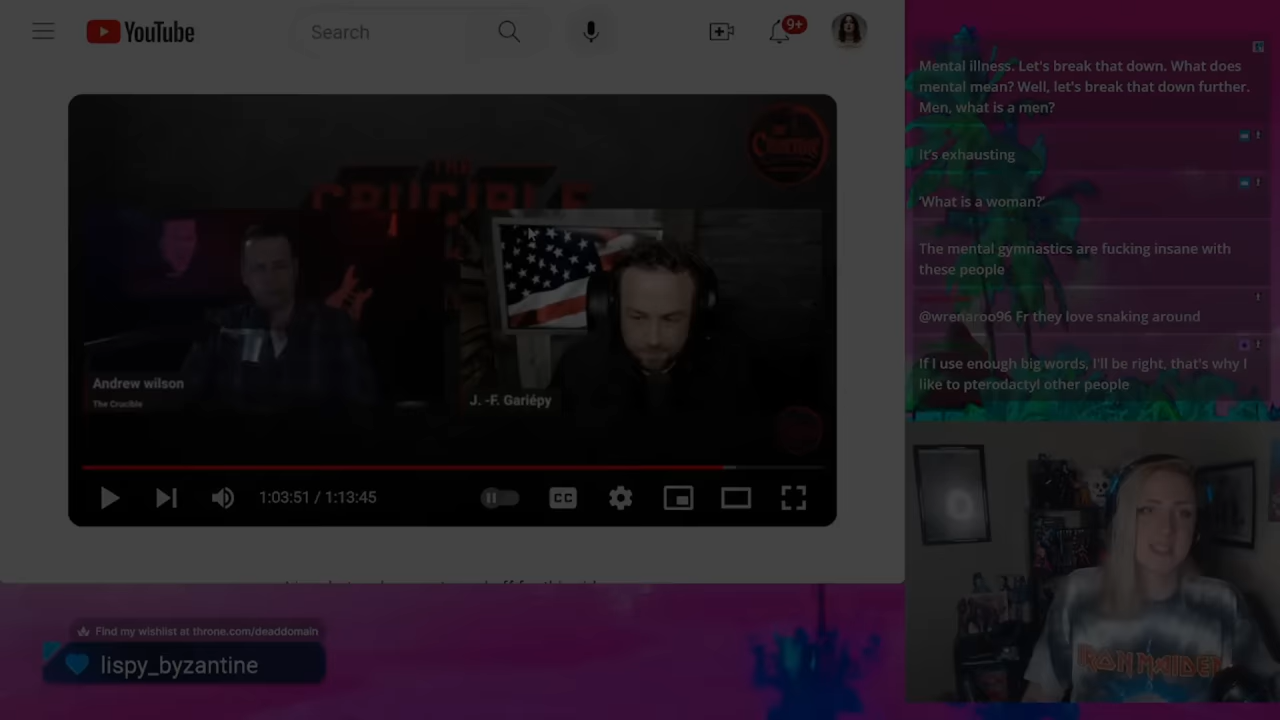 YouTube
Search
9+
THE
CRUCIBLE
Andrew wilson
The Crucible
J. -F. Gariépy
1:03:51 / 1:13:45
CC
Mental illness. Let's break that down. What does
mental mean? Well, let's break that down further.
Men, what is a men?
It's exhausting
'What is a woman?'
The mental gymnastics are fucking insane with
these people
@wrenaroo96 Fr they love snaking around
If I use enough big words, I'll be right, that's why I
like to pterodactyl other people
Find my wishlist at throne.com/deaddomain
lispy_byzantine
IRON MAIDEN